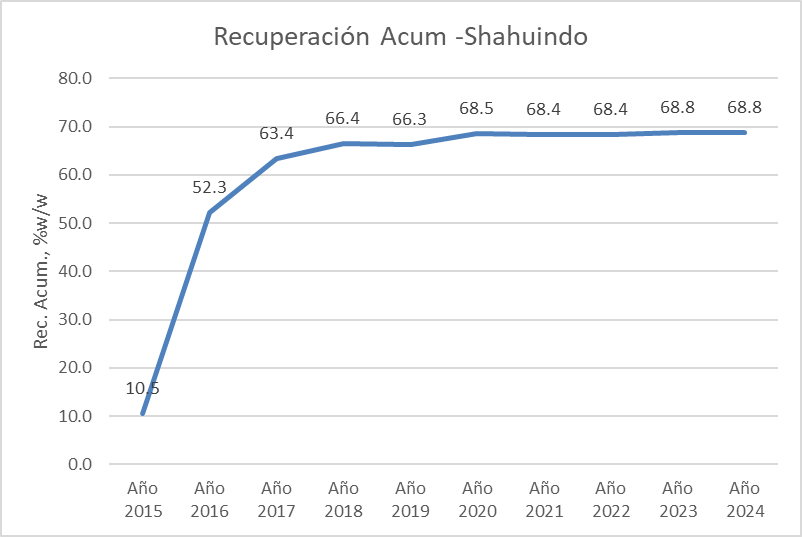 Recuperación Acum -Shahuindo
Rec. Acum., %w/w
80.0
70.0
60.0
50.0
40.0
30.0
20.0
10.0
0.0
10.5
52.3
63.4
66.4
66.3
68.5
68.4
68.4
68.8
68.8
Año
2015
Año
2016
Año
2017
Año
2018
Año
2019
Año
2020
Año
2021
Año
2022
Año
2023
Año
2024